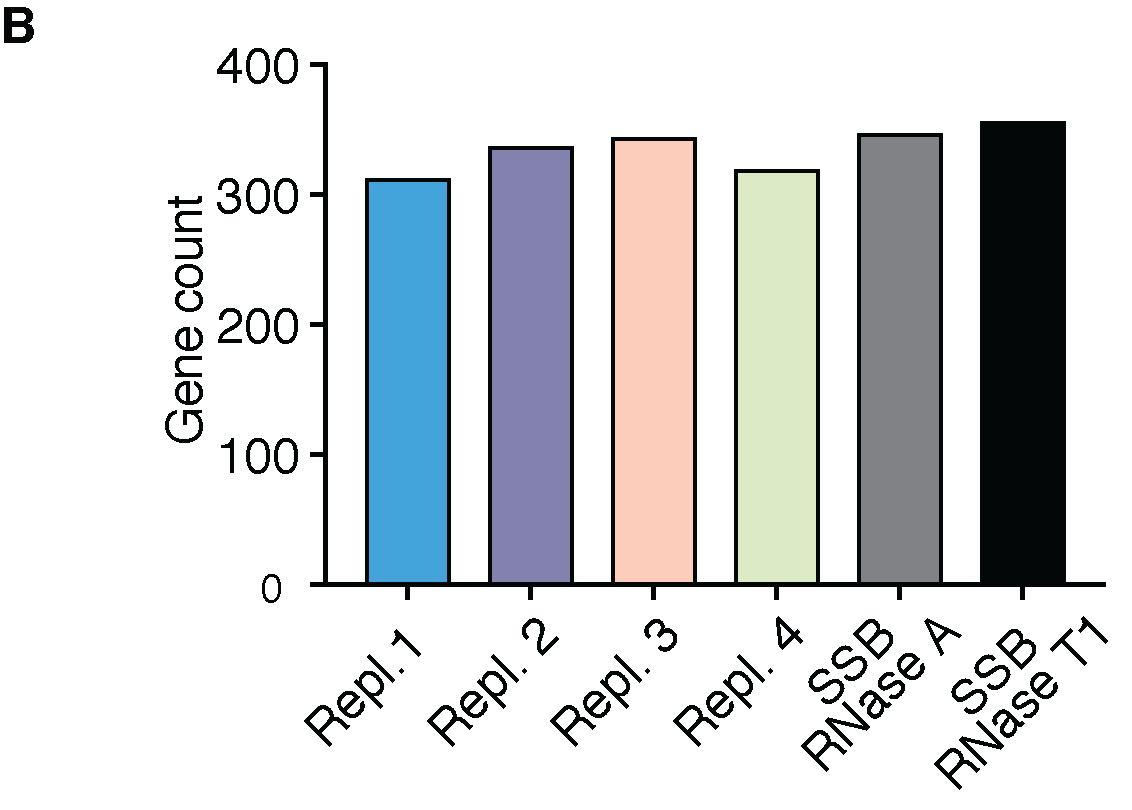 B
400
300
200
100
0
Gene count
Repl.1
Repl. 2
Repl. 3
Repl. 4
SSB
RNase A
SSB
RNase T1